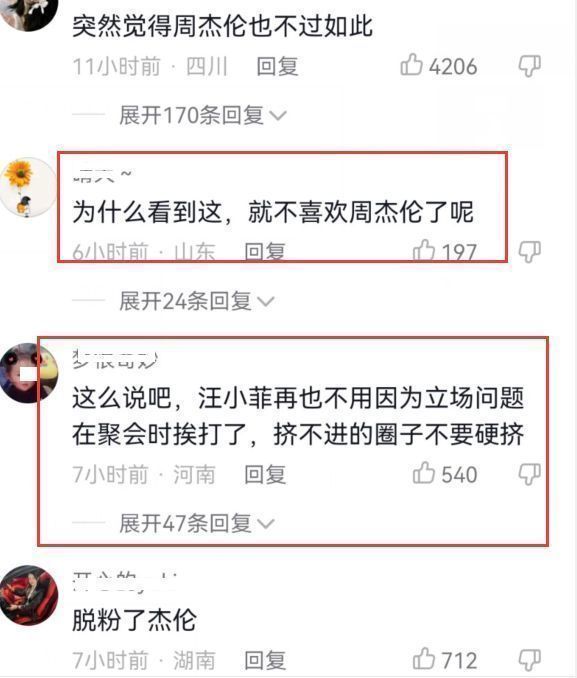 突然觉得周杰伦也不过如此
11小时前 · 四川 回复 4206
展开170条回复
为什么看到这，就不喜欢周杰伦了呢
6小时前 · 山东 回复 197
展开24条回复
这么说吧，汪小菲再也不用因为立场问题
在聚会时挨打了，挤不进的圈子不要硬挤
7小时前 · 河南 回复 540
展开47条回复
脱粉了杰伦
7小时前 · 湖南 回复 712